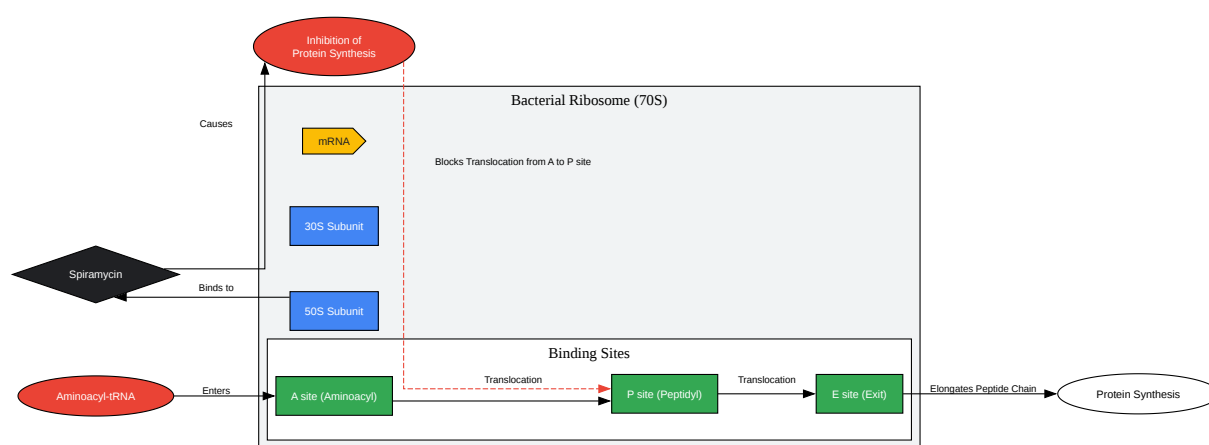 Inhibition of
Protein Synthesis
Bacterial Ribosome (70S)
Causes
mRNA
Blocks Translocation from A to P site
30S Subunit
Spiramycin
Binds to
50S Subunit
Binding Sites
Aminoacyl-tRNA
Enters
A site (Aminoacyl)
Translocation
P site (Peptidyl)
Translocation
E site (Exit)
Elongates Peptide Chain
Protein Synthesis